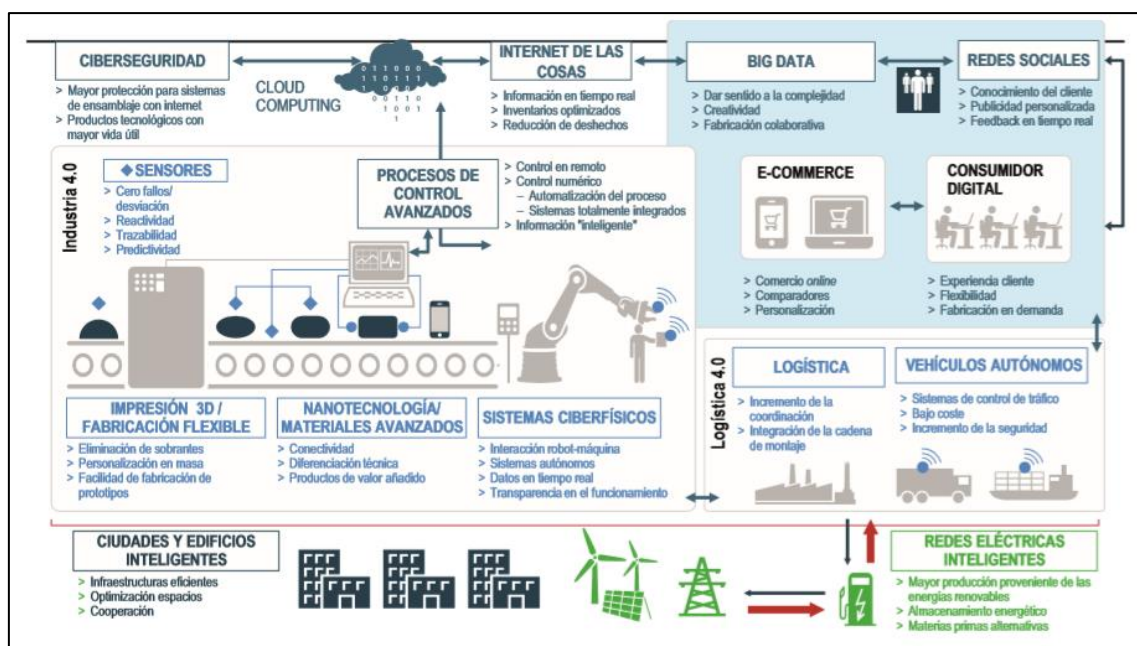 CIBERSEGURIDAD
> Mayor protección para sistemas
de ensamblaje con internet
> Productos tecnológicos con
mayor vida útil
CLOUD
COMPUTING
INTERNET DE LAS
COSAS
> Información en tiempo real
> Inventarios optimizados
> Reducción de deshechos
BIG DATA
> Dar sentido a la complejidad
> Creatividad
> Fabricación colaborativa
REDES SOCIALES
> Conocimiento del cliente
> Publicidad personalizada
> Feedback en tiempo real
Industria 4.0
SENSORES
> Cero fallos/
desviación
> Reactividad
> Trazabilidad
> Predictividad
PROCESOS DE
CONTROL
AVANZADOS
> Control en remoto
> Control numérico
– Automatización del proceso
– Sistemas totalmente integrados
> Información "inteligente"
E-COMMERCE
> Comercio online
> Comparadores
> Personalización
CONSUMIDOR
DIGITAL
> Experiencia cliente
> Flexibilidad
> Fabricación en demanda
IMPRESIÓN 3D /
FABRICACIÓN FLEXIBLE
> Eliminación de sobrantes
> Personalización en masa
> Facilidad de fabricación de
prototipos
NANOTECNOLOGÍA/
MATERIALES AVANZADOS
> Conectividad
> Diferenciación técnica
> Productos de valor añadido
SISTEMAS CIBERFÍSICOS
> Interacción robot-máquina
> Sistemas autónomos
> Datos en tiempo real
> Transparencia en el funcionamiento
Logística 4.0
LOGÍSTICA
> Incremento de la
coordinación
> Integración de la cadena
de montaje
VEHÍCULOS AUTÓNOMOS
> Sistemas de control de tráfico
> Bajo coste
> Incremento de la seguridad
CIUDADES Y EDIFICIOS
INTELIGENTES
> Infraestructuras eficientes
> Optimización espacios
> Cooperación
REDES ELÉCTRICAS
INTELIGENTES
> Mayor producción proveniente de las
energías renovables
> Almacenamiento energético
> Materias primas alternativas